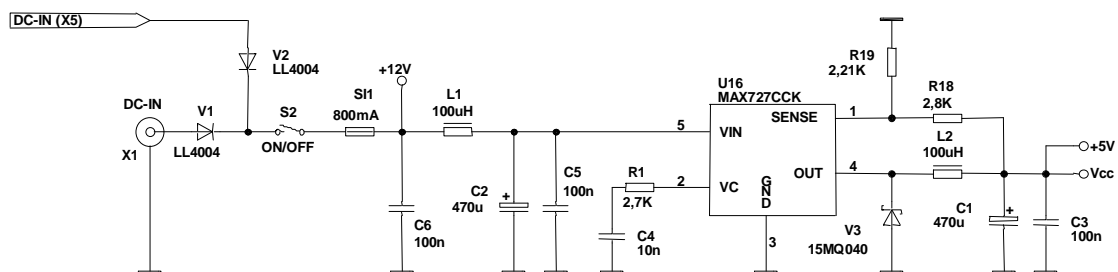 DC-IN (X5)
V2
LL4004
+12V
DC-IN
V1
LL4004
X1
S2
ON/OFF
SI1
800mA
L1
100uH
C6
100n
C2
+
470u
C5
100n
R1
2,7K
C4
10n
U16
MAX727CCK
5
VIN
SENSE
1
2
VC
GND
OUT
4
3
R19
2,21K
R18
2,8K
L2
100uH
V3
15MQ040
C1
+
470u
C3
100n
+5V
Vcc